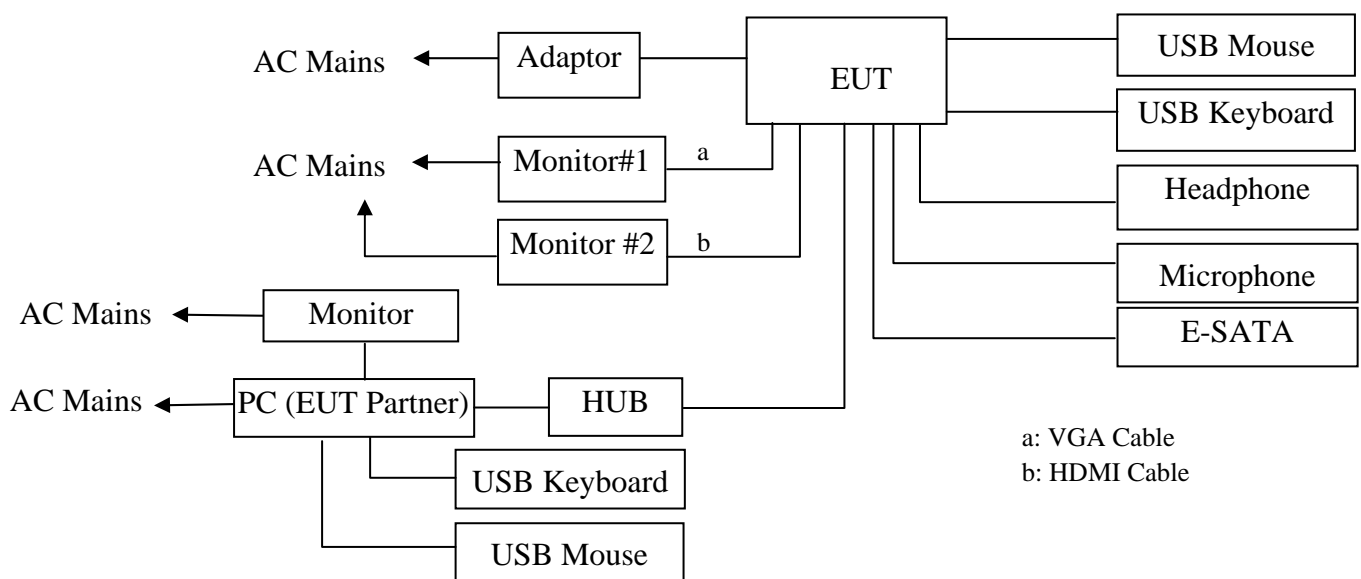 AC Mains
Adaptor
EUT
USB Mouse
USB Keyboard
AC Mains
Monitor#1
a
Headphone
Monitor #2
b
Microphone
AC Mains
Monitor
E-SATA
AC Mains
PC (EUT Partner)
HUB
a: VGA Cable
b: HDMI Cable
USB Keyboard
USB Mouse